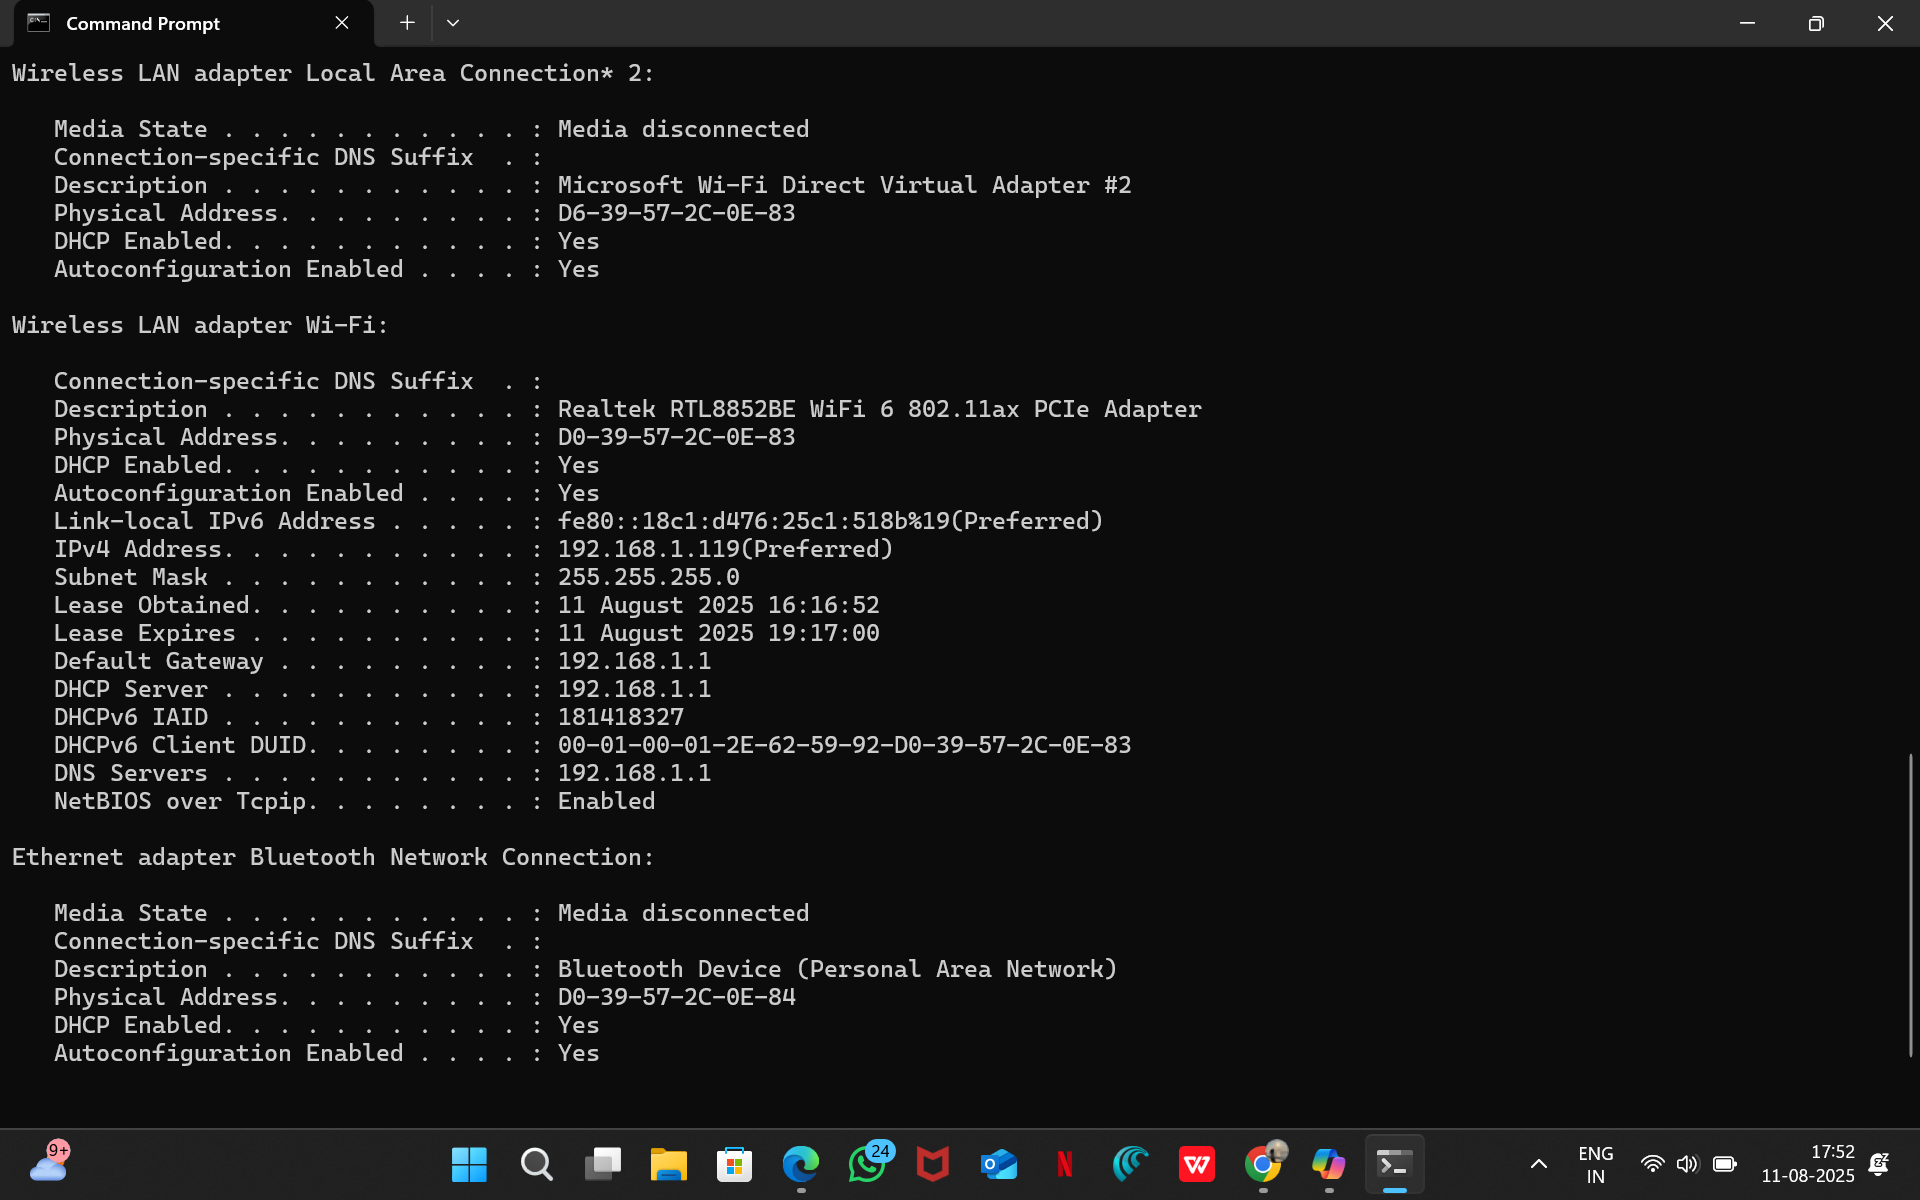 Command Prompt
Wireless LAN adapter Local Area Connection* 2:
Media State . . . . . . . . . . . : Media disconnected
Connection-specific DNS Suffix  . :
Description . . . . . . . . . . . : Microsoft Wi-Fi Direct Virtual Adapter #2
Physical Address. . . . . . . . . : D6-39-57-2C-0E-83
DHCP Enabled. . . . . . . . . . . : Yes
Autoconfiguration Enabled . . . . : Yes
Wireless LAN adapter Wi-Fi:
Connection-specific DNS Suffix  . :
Description . . . . . . . . . . . : Realtek RTL8852BE WiFi 6 802.11ax PCIe Adapter
Physical Address. . . . . . . . . : D0-39-57-2C-0E-83
DHCP Enabled. . . . . . . . . . . : Yes
Autoconfiguration Enabled . . . . : Yes
Link-local IPv6 Address . . . . . : fe80::18c1:d476:25c1:518b%19(Preferred)
IPv4 Address. . . . . . . . . . . : 192.168.1.119(Preferred)
Subnet Mask . . . . . . . . . . . : 255.255.255.0
Lease Obtained. . . . . . . . . . : 11 August 2025 16:16:52
Lease Expires . . . . . . . . . . : 11 August 2025 19:17:00
Default Gateway . . . . . . . . . : 192.168.1.1
DHCP Server . . . . . . . . . . . : 192.168.1.1
DHCPv6 IAID . . . . . . . . . . . : 181418327
DHCPv6 Client DUID. . . . . . . . : 00-01-00-01-2E-62-59-92-D0-39-57-2C-0E-83
DNS Servers . . . . . . . . . . . : 192.168.1.1
NetBIOS over Tcpip. . . . . . . . : Enabled
Ethernet adapter Bluetooth Network Connection:
Media State . . . . . . . . . . . : Media disconnected
Connection-specific DNS Suffix  . :
Description . . . . . . . . . . . : Bluetooth Device (Personal Area Network)
Physical Address. . . . . . . . . : D0-39-57-2C-0E-84
DHCP Enabled. . . . . . . . . . . : Yes
Autoconfiguration Enabled . . . . : Yes
9+
24
ENG
IN
17:52
11-08-2025